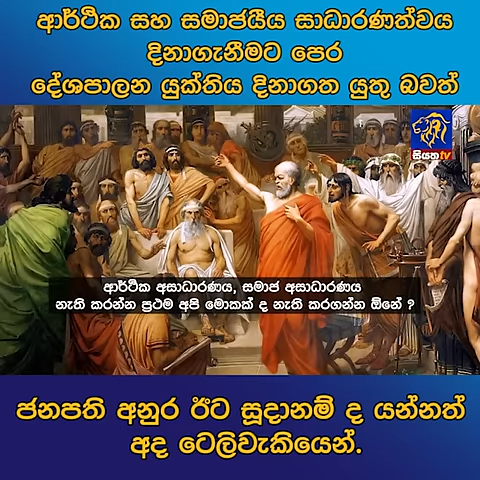 ආර්ථික සහ සමාජයීය සාධාරණත්වය
දිනාගැනීමට පෙර
දේශපාලන යුක්තිය දිනාගත යුතු බවත්
සියත tv
ආර්ථික අසාධාරණය, සමාජ අසාධාරණය
නැති කරන්න ප්‍රථම අපි මොකක් ද නැති කරගන්න ඕනේ ?
ජනපති අනුර ඊට සූදානම් ද යන්නත්
අද ටෙලිවැකියෙන්.